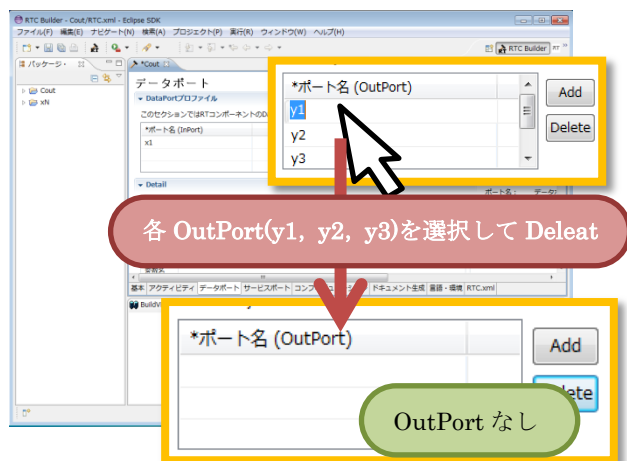 RTC Builder - Cout/RTC.xml - Eclipse SDK
ファイル(F) 編集(E) ナビゲート(N) 検索(A) プロジェクト(P) 実行(R) ウィンドウ(W) ヘルプ(H)
RTC Builder
パッケージ・
*Cout
Cout
xN
データポート
DataPortプロファイル
このセクションではRTコンポーネントのDa
*ポート名 (InPort)
x1
Detail
*ポート名 (OutPort)
y1
y2
y3
Add
Delete
ポート名: データ
各 OutPort(y1, y2, y3)を選択して Deleat
基本 アクティビティ データポート サービスポート コンフ ドキュメント生成 言語・環境 RTC.xml
BuildVi
*ポート名 (OutPort)
Add
ete
OutPort なし